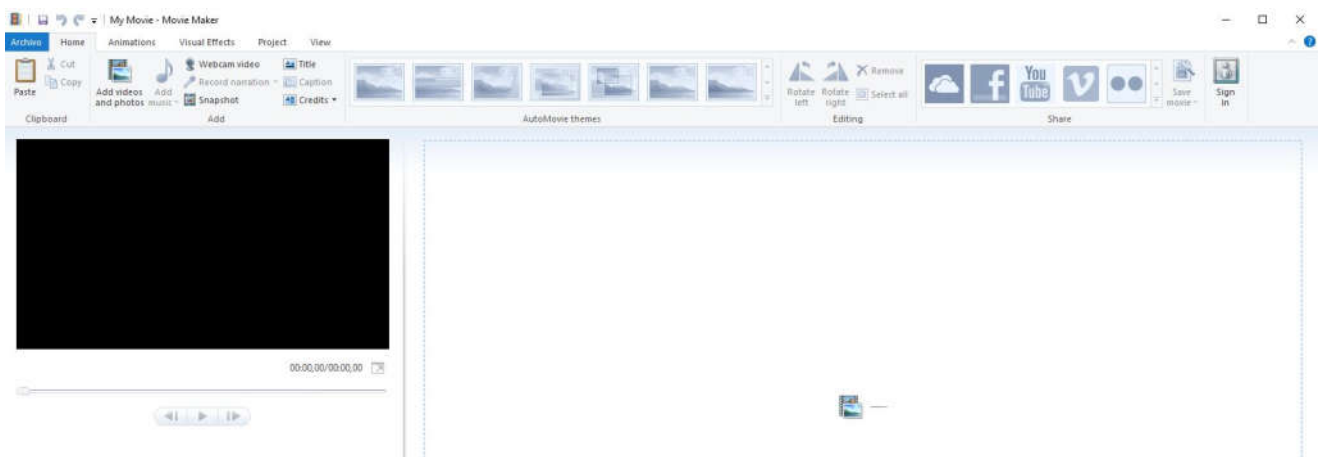 My Movie - Movie Maker
Archivo Home Animations Visual Effects Project View
Paste
Cut
Copy
Clipboard
Add videos
and photos
Add
music
Webcam video
Record narration
Snapshot
Title
Caption
Credits
Add
AutoMovie themes
Rotate
left
Rotate
right
Remove
Select all
Editing
f
You
Tube
v
Share
Save
movie
Sign
in
00:00,00/00:00,00